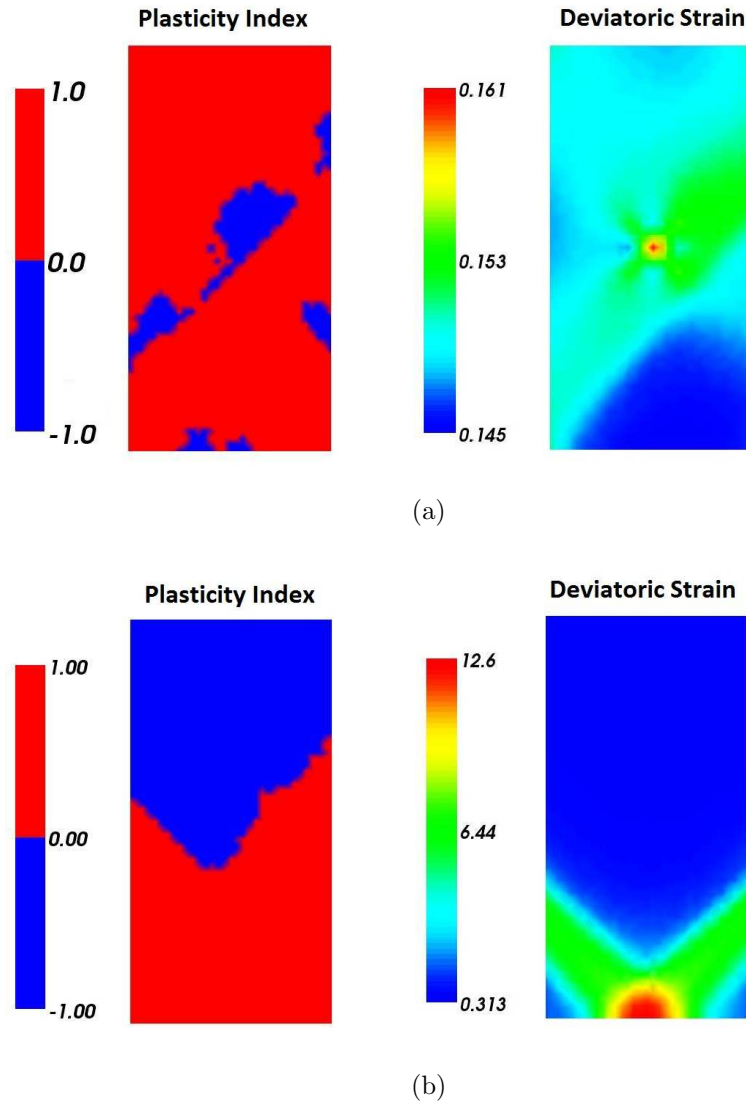 Plasticity Index
Deviatoric Strain
1.0
0.0
-1.0
0.161
0.153
0.145
(a)
Plasticity Index
Deviatoric Strain
1.00
0.00
-1.00
12.6
6.44
0.313
(b)